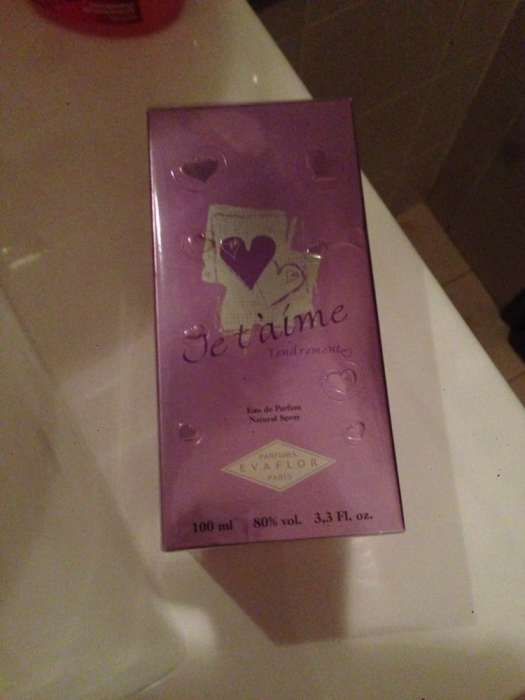 Je t'aime
Tendrement
Eau de Parfum
Natural Spray
PARFUMS
EVAFLOR
PARIS
100 ml 80% vol. 3,3 Fl. oz.